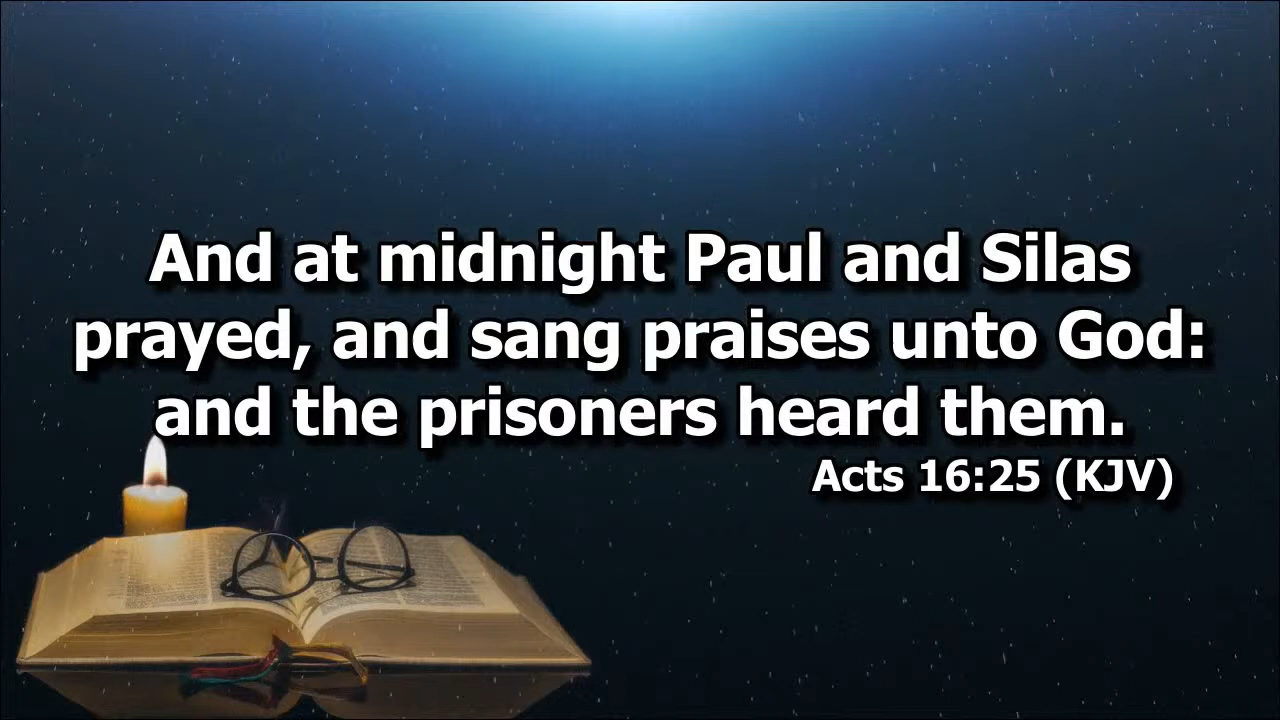 And at midnight Paul and Silas
prayed, and sang praises unto God:
and the prisoners heard them.
Acts 16:25 (KJV)